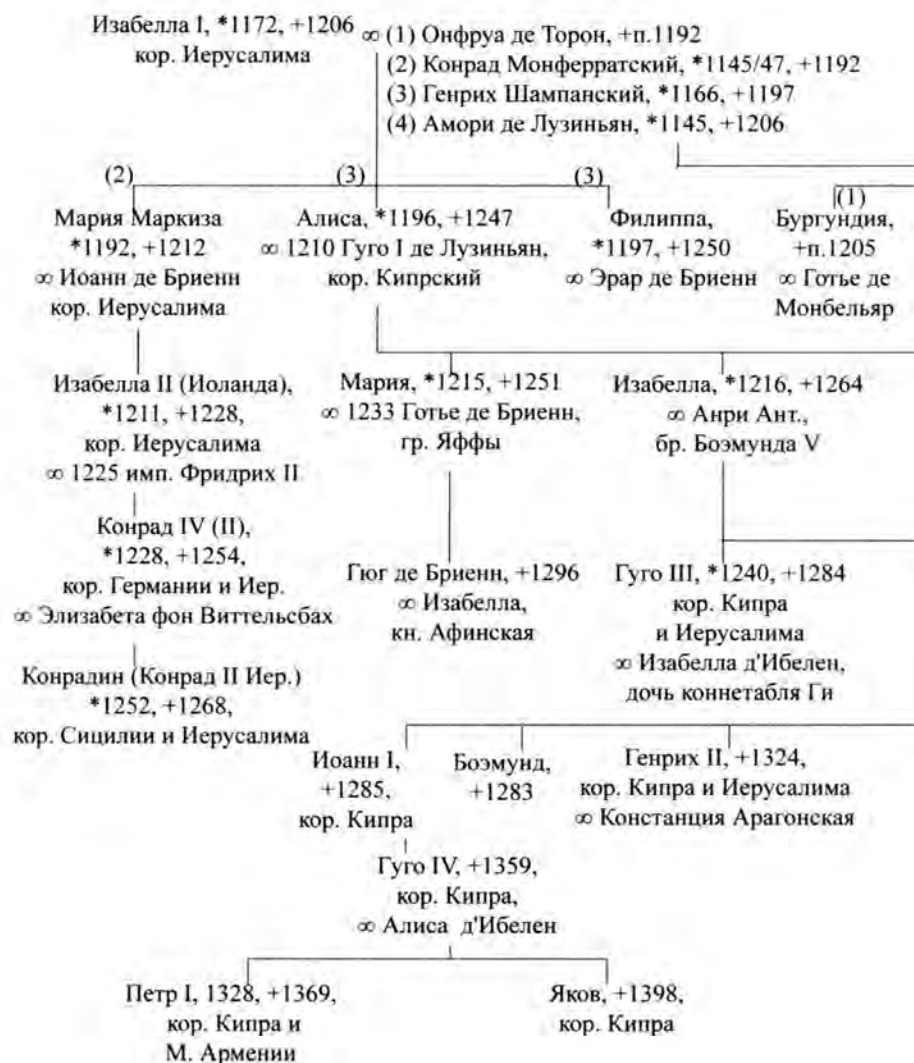 Изабелла I, *1172, +1206
кор. Иерусалима
∞ (1) Онфруа де Торон, +п.1192
(2) Конрад Монферратский, *1145/47, +1192
(3) Генрих Шампанский, *1166, +1197
(4) Амори де Лузиньян, *1145, +1206
(2)
(3)
(3)
(1)
Мария Маркиза
*1192, +1212
∞ Иоанн де Бриенн
кор. Иерусалима
Алиса, *1196, +1247
∞ 1210 Гуго I де Лузиньян,
кор. Кипрский
Филиппа,
*1197, +1250
∞ Эрар де Бриенн
Бургундия,
+п.1205
∞ Готье де
Монбельяр
Изабелла II (Иоланда),
*1211, +1228,
кор. Иерусалима
∞ 1225 имп. Фридрих II
Мария, *1215, +1251
∞ 1233 Готье де Бриенн,
гр. Яффы
Изабелла, *1216, +1264
∞ Анри Ант.,
бр. Боэмунда V
Конрад IV (II),
*1228, +1254,
кор. Германии и Иер.
∞ Элизабета фон Виттельсбах
Гюг де Бриенн, +1296
∞ Изабелла,
кн. Афинская
Гуго III, *1240, +1284
кор. Кипра
и Иерусалима
∞ Изабелла д'Ибелен,
дочь коннетабля Ги
Конрадин (Конрад II Иер.)
*1252, +1268,
кор. Сицилии и Иерусалима
Иоанн I,
+1285,
кор. Кипра
Боэмунд,
+1283
Генрих II, +1324,
кор. Кипра и Иерусалима
∞ Констанция Арагонская
Гуго IV, +1359,
кор. Кипра,
∞ Алиса д'Ибелен
Петр I, 1328, +1369,
кор. Кипра и
М. Армении
Яков, +1398,
кор. Кипра